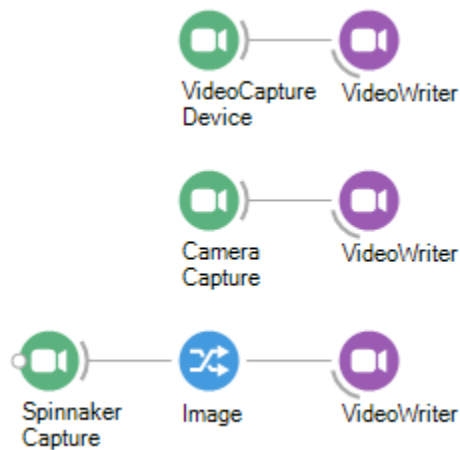 VideoCapture
Device
VideoWriter
Camera
Capture
VideoWriter
Spinnaker
Capture
Image
VideoWriter